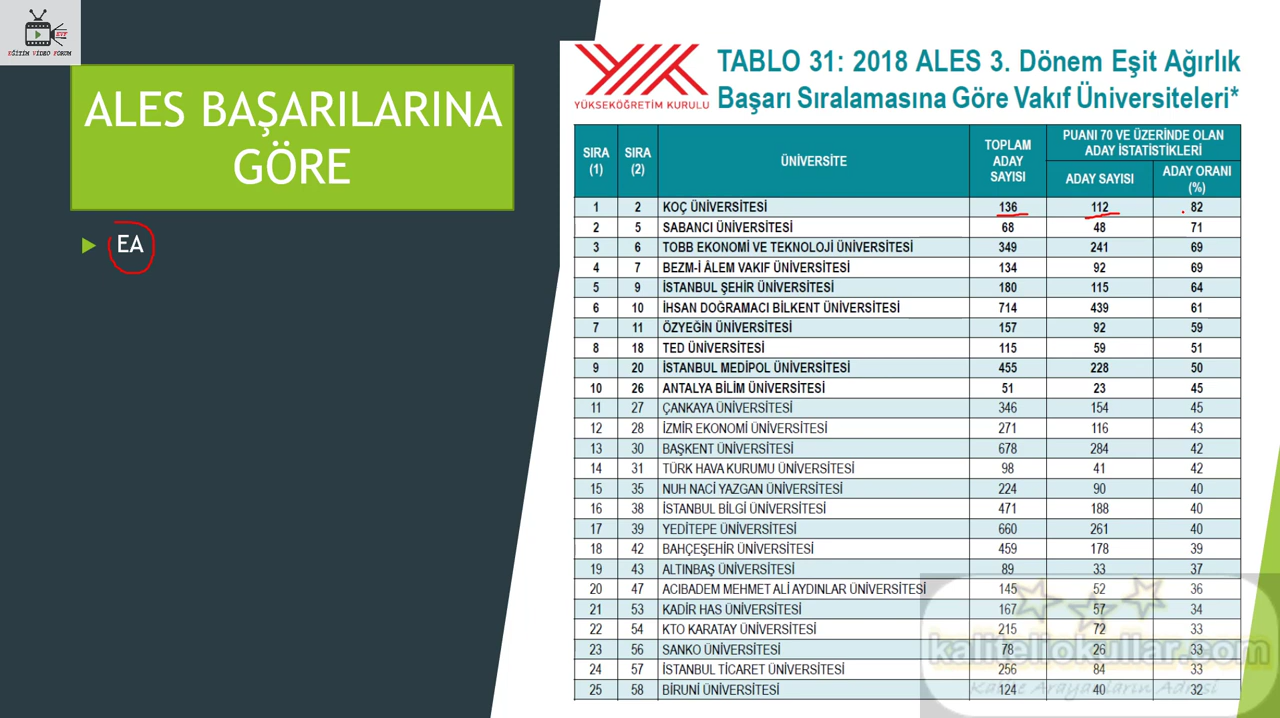 EYF
EĞİTİM VİDEO FORUM
ALES BAŞARILARINA
GÖRE
EA
YÜKSEKÖĞRETİM KURULU
TABLO 31: 2018 ALES 3. Dönem Eşit Ağırlık
Başarı Sıralamasına Göre Vakıf Üniversiteleri*
SIRA (1) SIRA (2) ÜNİVERSİTE TOPLAM ADAY SAYISI PUANI 70 VE ÜZERİNDE OLAN ADAY İSTATİSTİKLERİ
ADAY SAYISI ADAY ORANI (%)
1 2 KOÇ ÜNİVERSİTESİ 136 112 82
2 5 SABANCI ÜNİVERSİTESİ 68 48 71
3 6 TOBB EKONOMİ VE TEKNOLOJİ ÜNİVERSİTESİ 349 241 69
4 7 BEZM-İ ÂLEM VAKIF ÜNİVERSİTESİ 134 92 69
5 9 İSTANBUL ŞEHİR ÜNİVERSİTESİ 180 115 64
6 10 İHSAN DOĞRAMACI BİLKENT ÜNİVERSİTESİ 714 439 61
7 11 ÖZYEĞİN ÜNİVERSİTESİ 157 92 59
8 18 TED ÜNİVERSİTESİ 115 59 51
9 20 İSTANBUL MEDİPOL ÜNİVERSİTESİ 455 228 50
10 26 ANTALYA BİLİM ÜNİVERSİTESİ 51 23 45
11 27 ÇANKAYA ÜNİVERSİTESİ 346 154 45
12 28 İZMİR EKONOMİ ÜNİVERSİTESİ 271 116 43
13 30 BAŞKENT ÜNİVERSİTESİ 678 284 42
14 31 TÜRK HAVA KURUMU ÜNİVERSİTESİ 98 41 42
15 35 NUH NACİ YAZGAN ÜNİVERSİTESİ 224 90 40
16 38 İSTANBUL BİLGİ ÜNİVERSİTESİ 471 188 40
17 39 YEDİTEPE ÜNİVERSİTESİ 660 261 40
18 42 BAHÇEŞEHİR ÜNİVERSİTESİ 459 178 39
19 43 ALTINBAŞ ÜNİVERSİTESİ 89 33 37
20 47 ACIBADEM MEHMET ALİ AYDINLAR ÜNİVERSİTESİ 145 52 36
21 53 KADİR HAS ÜNİVERSİTESİ 167 57 34
22 54 KTO KARATAY ÜNİVERSİTESİ 215 72 33
23 56 SANKO ÜNİVERSİTESİ 78 26 33
24 57 İSTANBUL TİCARET ÜNİVERSİTESİ 256 84 33
25 58 BİRUNİ ÜNİVERSİTESİ 124 40 32
kaliteliokullar.com
Kalite Arayanların Adresi